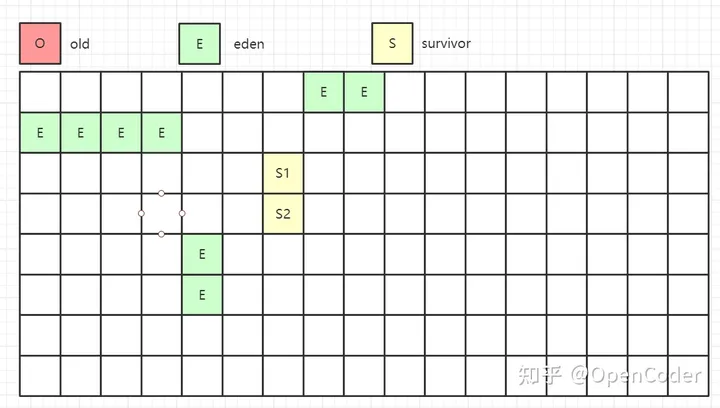 O old E eden S survivor
E E
E E E E
S1
S2
E
E
知乎 @OpenCoder